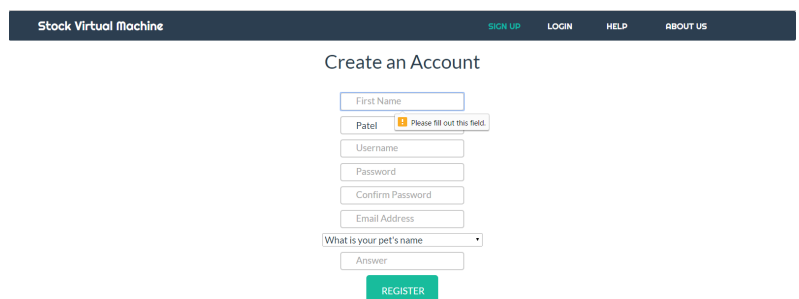 Stock Virtual Machine SIGN UP LOGIN HELP ABOUT US
Create an Account
First Name
Please fill out this field.
Patel
Username
Password
Confirm Password
Email Address
What is your pet's name
Answer
REGISTER